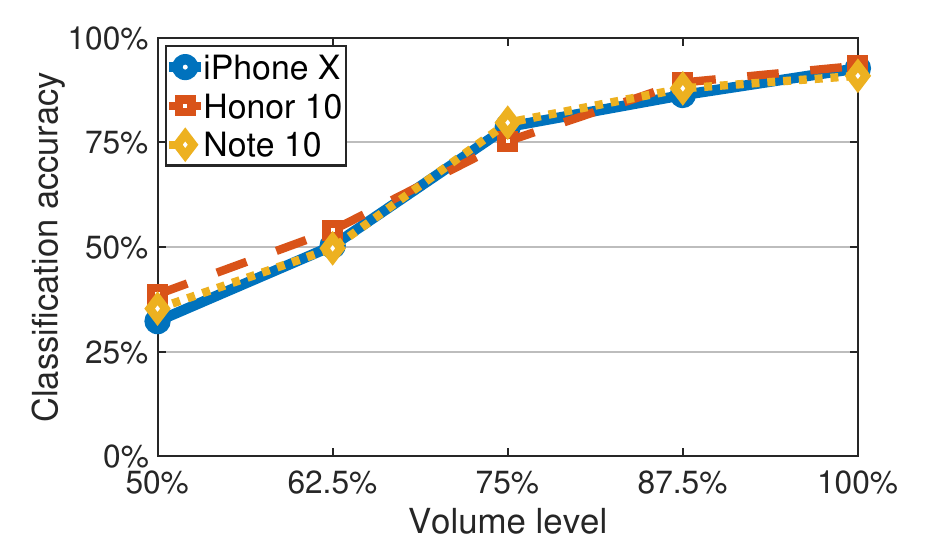 100%
75%
50%
25%
0%
Classification accuracy
iPhone X
Honor 10
Note 10
50% 62.5% 75% 87.5% 100%
Volume level